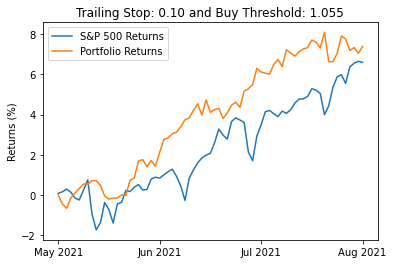 Trailing Stop: 0.10 and Buy Threshold: 1.055
S&P 500 Returns
Portfolio Returns
Returns (%)
8
6
4
2
0
−2
May 2021
Jun 2021
Jul 2021
Aug 2021